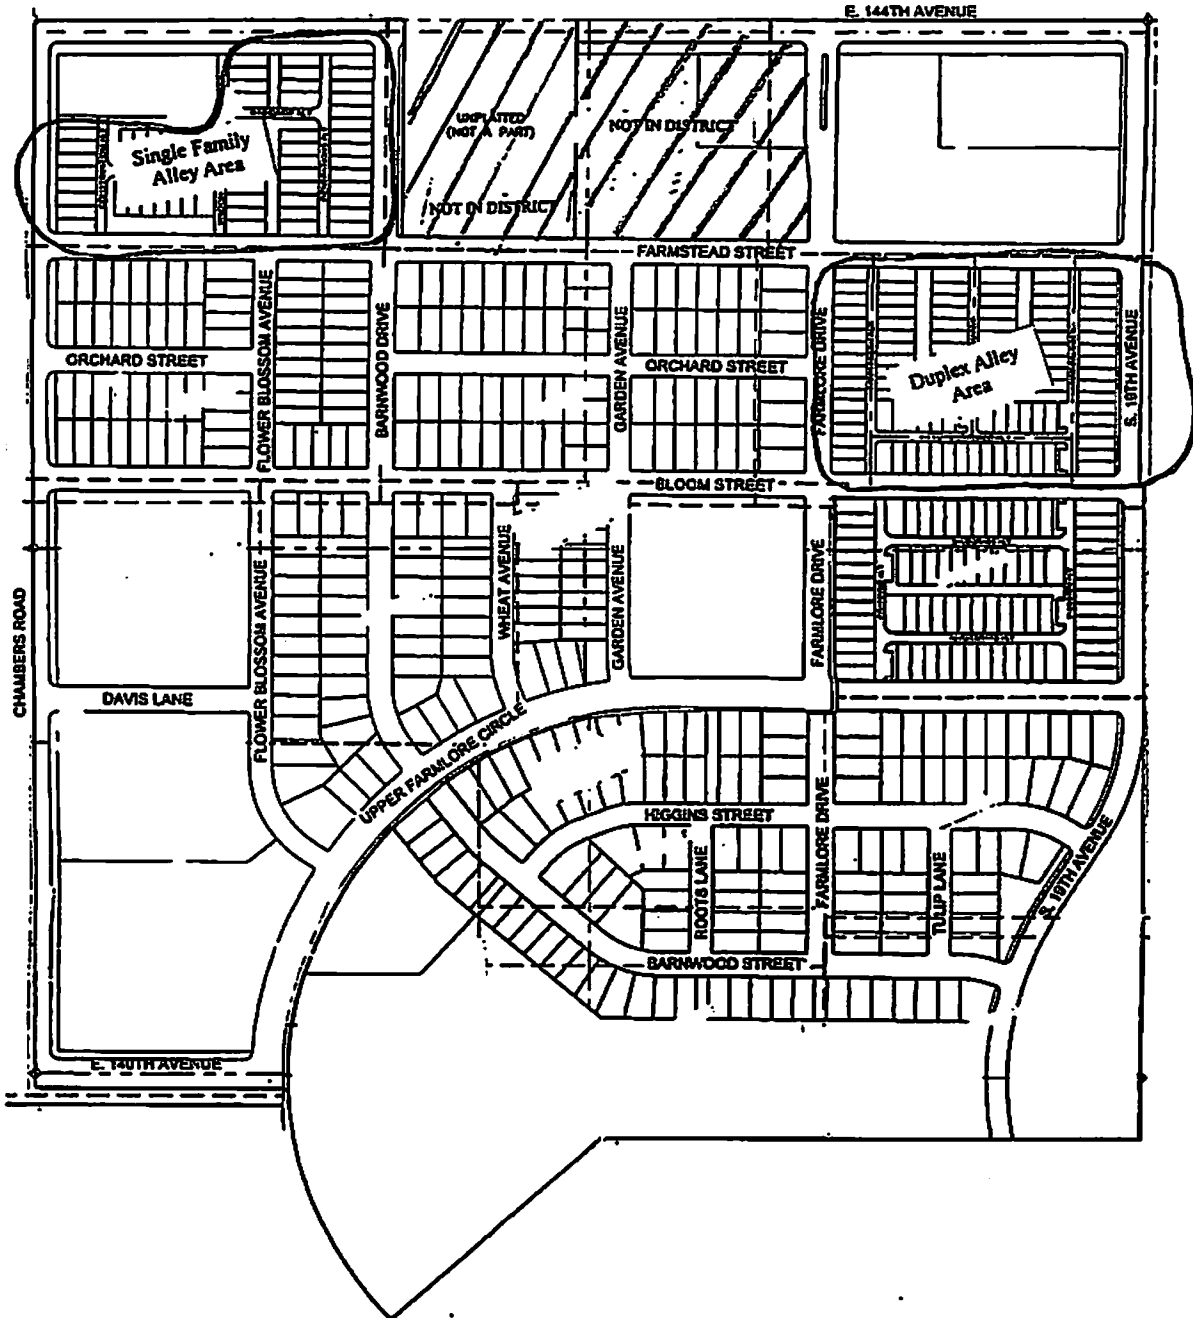 E. 144TH AVENUE
UNPLATTED
(NOT A PART)
NOT IN DISTRICT
Single Family
Alley Area
NOT IN DISTRICT
FARMSTEAD STREET
FLOWER BLOSSOM AVENUE
BARNWOOD DRIVE
GARDEN AVENUE
FARMLORE DRIVE
S. 19TH AVENUE
ORCHARD STREET
ORCHARD STREET
Duplex Alley
Area
BLOOM STREET
CHAMBERS ROAD
FLOWER BLOSSOM AVENUE
WHEAT AVENUE
GARDEN AVENUE
FARMLORE DRIVE
DAVIS LANE
UPPER FARMLORE CIRCLE
HIGGINS STREET
FARMLORE DRIVE
ROOTS LANE
TULIP LANE
S. 19TH AVENUE
BARNWOOD STREET
E. 140TH AVENUE